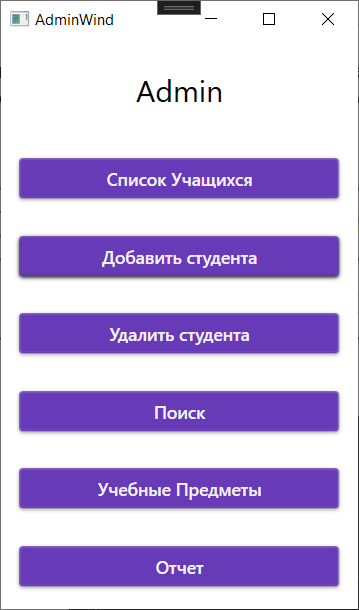 AdminWind
Admin
Список Учащихся
Добавить студента
Удалить студента
Поиск
Учебные Предметы
Отчет